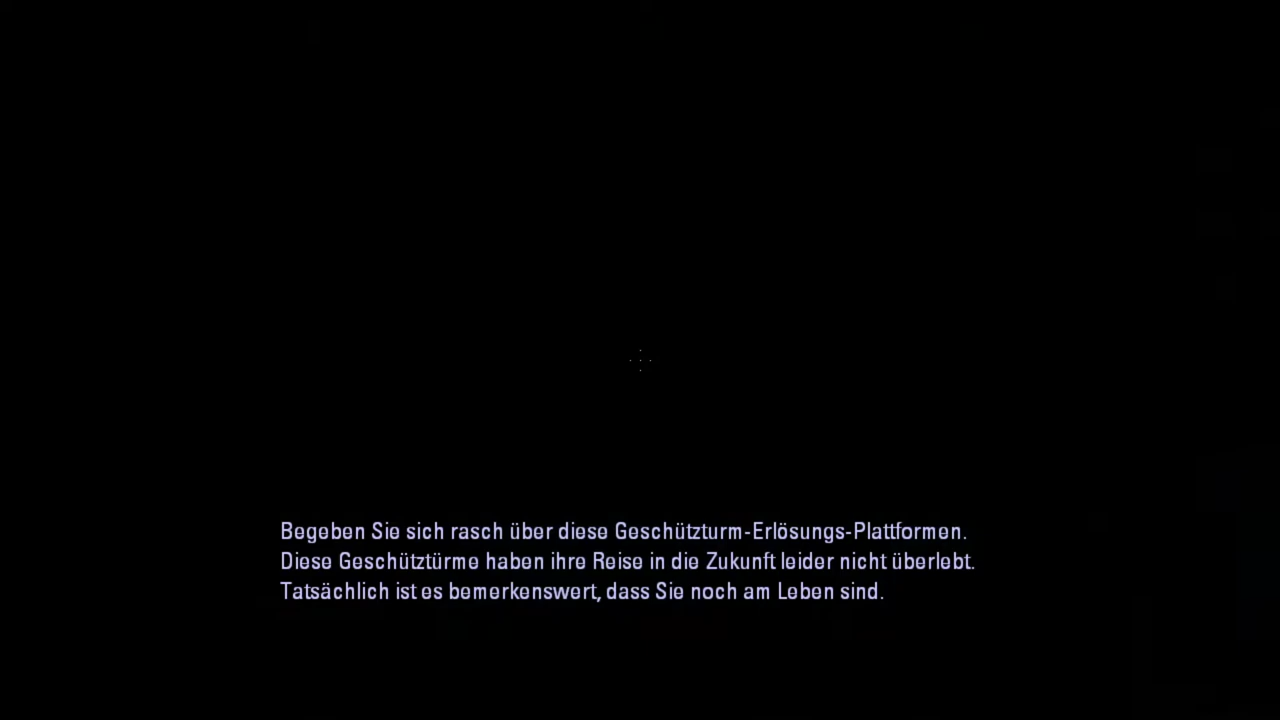 Begeben Sie sich rasch über diese Geschützturm-Erlösungs-Plattformen.
Diese Geschütztürme haben ihre Reise in die Zukunft leider nicht überlebt.
Tatsächlich ist es bemerkenswert, dass Sie noch am Leben sind.